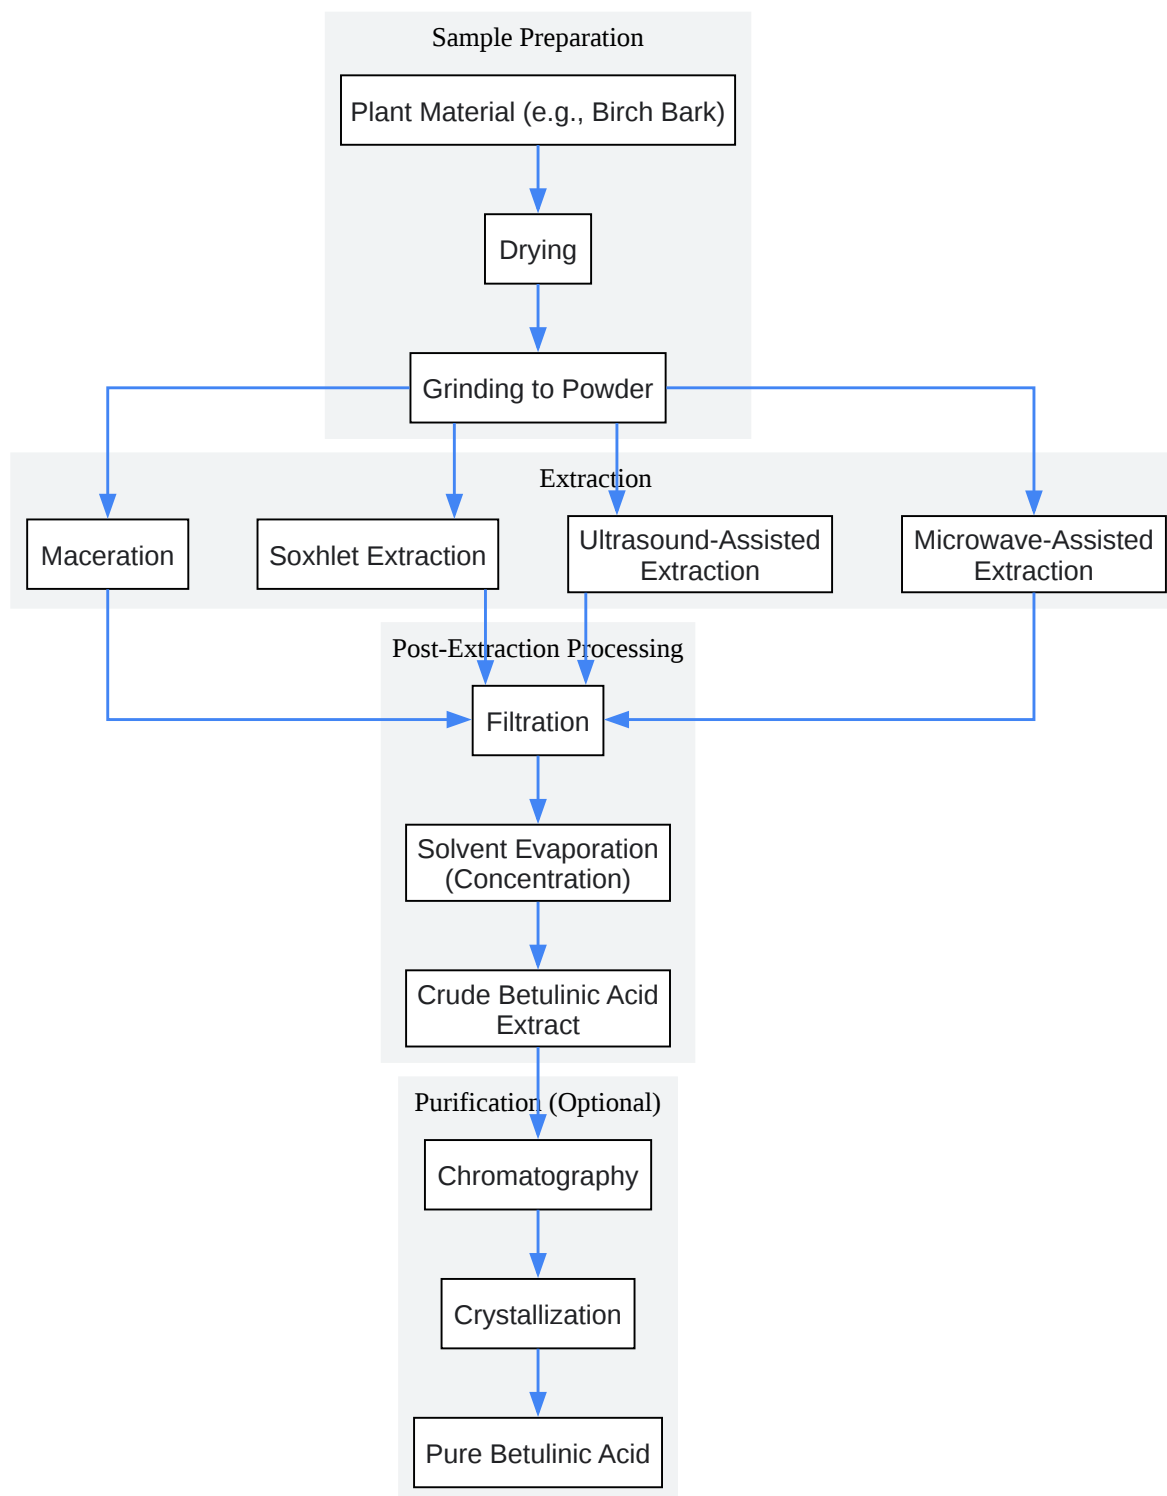 Sample Preparation
Plant Material (e.g., Birch Bark)
Drying
Grinding to Powder
Extraction
Maceration
Soxhlet Extraction
Ultrasound-Assisted
Extraction
Microwave-Assisted
Extraction
Post-Extraction Processing
Filtration
Solvent Evaporation
(Concentration)
Crude Betulinic Acid
Extract
Purification (Optional)
Chromatography
Crystallization
Pure Betulinic Acid